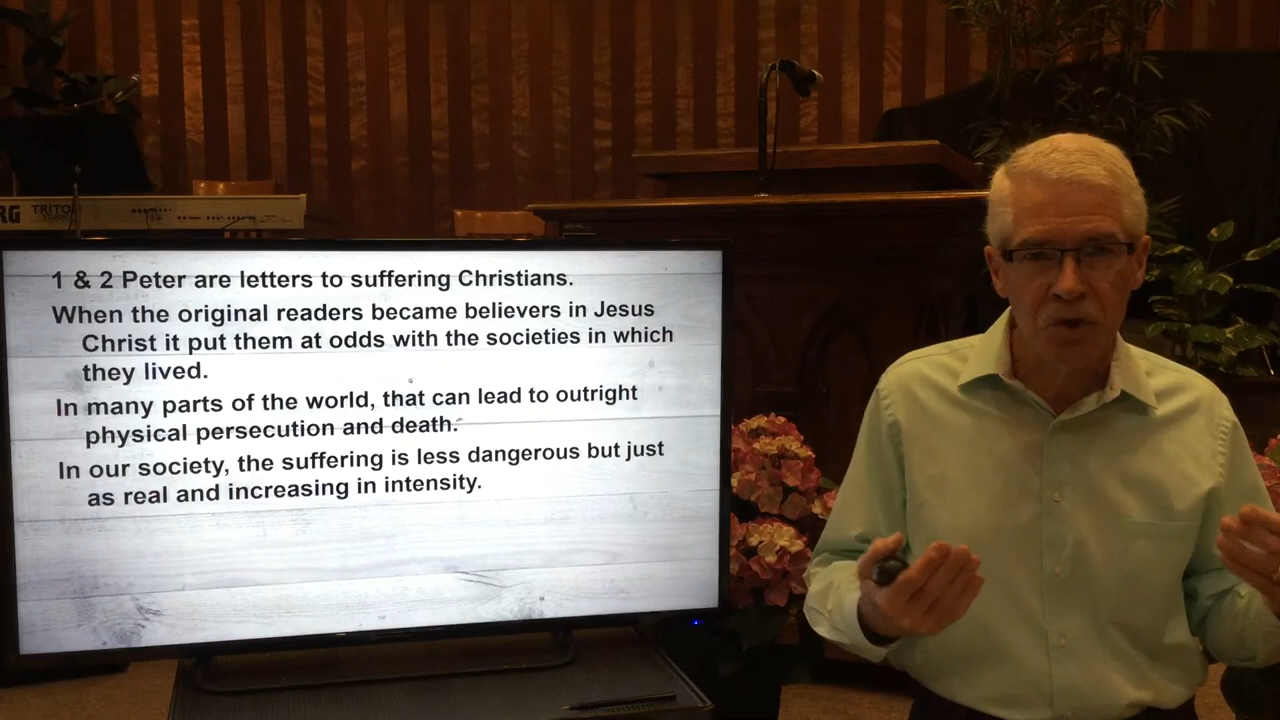 RG TRITO
STUDIO
1 & 2 Peter are letters to suffering Christians.
When the original readers became believers in Jesus
Christ it put them at odds with the societies in which
they lived.
In many parts of the world, that can lead to outright
physical persecution and death.
In our society, the suffering is less dangerous but just
as real and increasing in intensity.